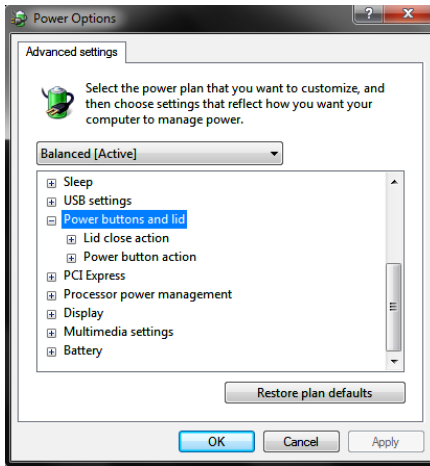 Power Options
Advanced settings
Select the power plan that you want to customize, and
then choose settings that reflect how you want your
computer to manage power.
Balanced [Active]
Sleep
USB settings
Power buttons and lid
Lid close action
Power button action
PCI Express
Processor power management
Display
Multimedia settings
Battery
Restore plan defaults
OK
Cancel
Apply